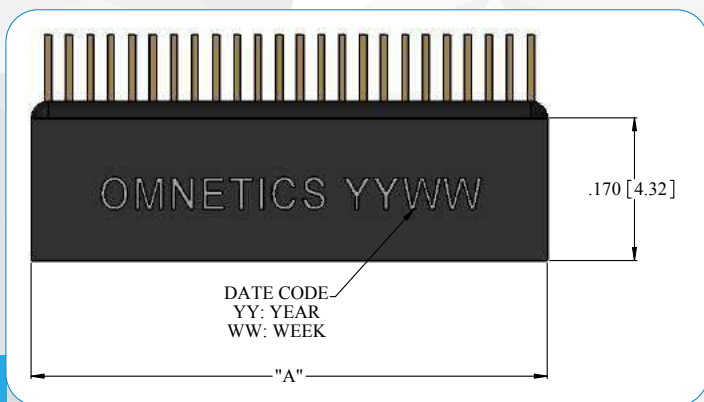 OMNETICS YYWW
.170 [4.32]
DATE CODE
YY: YEAR
WW: WEEK
"A"